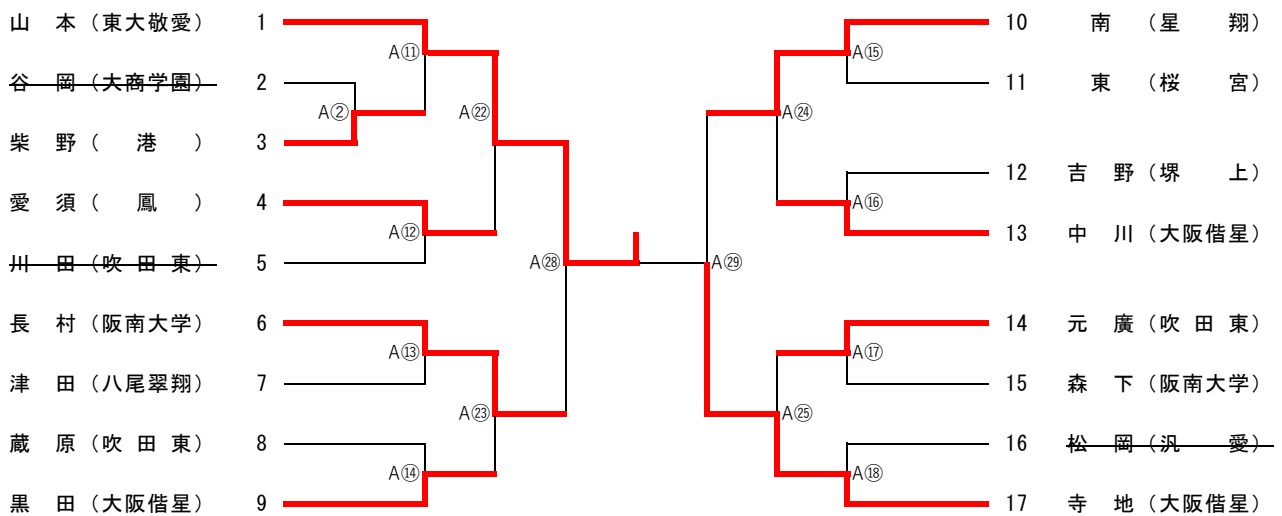 山 本（東大敬愛） 1
谷 岡（大商学園） 2
柴 野（ 港 ） 3
愛 須（ 鳳 ） 4
川 田（吹 田 東） 5
長 村（阪南大学） 6
津 田（八尾翠翔） 7
蔵 原（吹 田 東） 8
黒 田（大阪偕星） 9
A⑪
A②
A㉒
A⑫
A㉘
A⑬
A㉓
A⑭
A⑮
A㉔
A⑯
A㉙
A⑰
A㉕
A⑱
10 南 （星 翔）
11 東 （桜 宮）
12 吉 野（堺 上）
13 中 川（大阪偕星）
14 元 廣（吹 田 東）
15 森 下（阪南大学）
16 松 岡（汎 愛）
17 寺 地（大阪偕星）